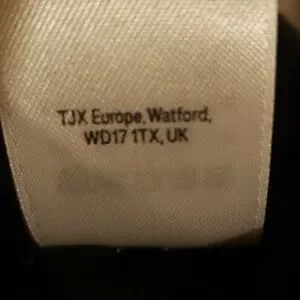 TJX Europe, Watford,
WD17 1TX, UK